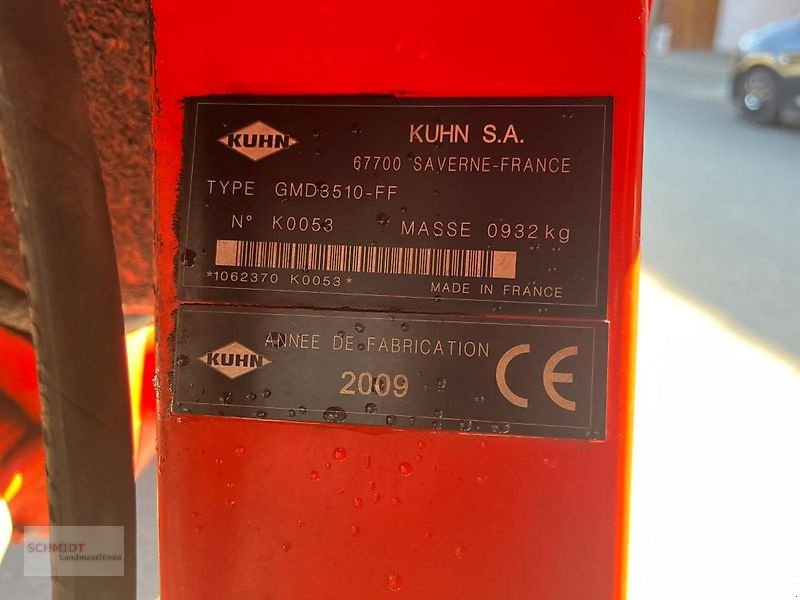 KUHN
KUHN S.A.
67700 SAVERNE-FRANCE
TYPE GMD3510-FF
N° K0053 MASSE 0932 kg
*1062370 K0053*
MADE IN FRANCE
KUHN
ANNEE DE FABRICATION
2009
CE
SCHMIDT
Landmaschinen